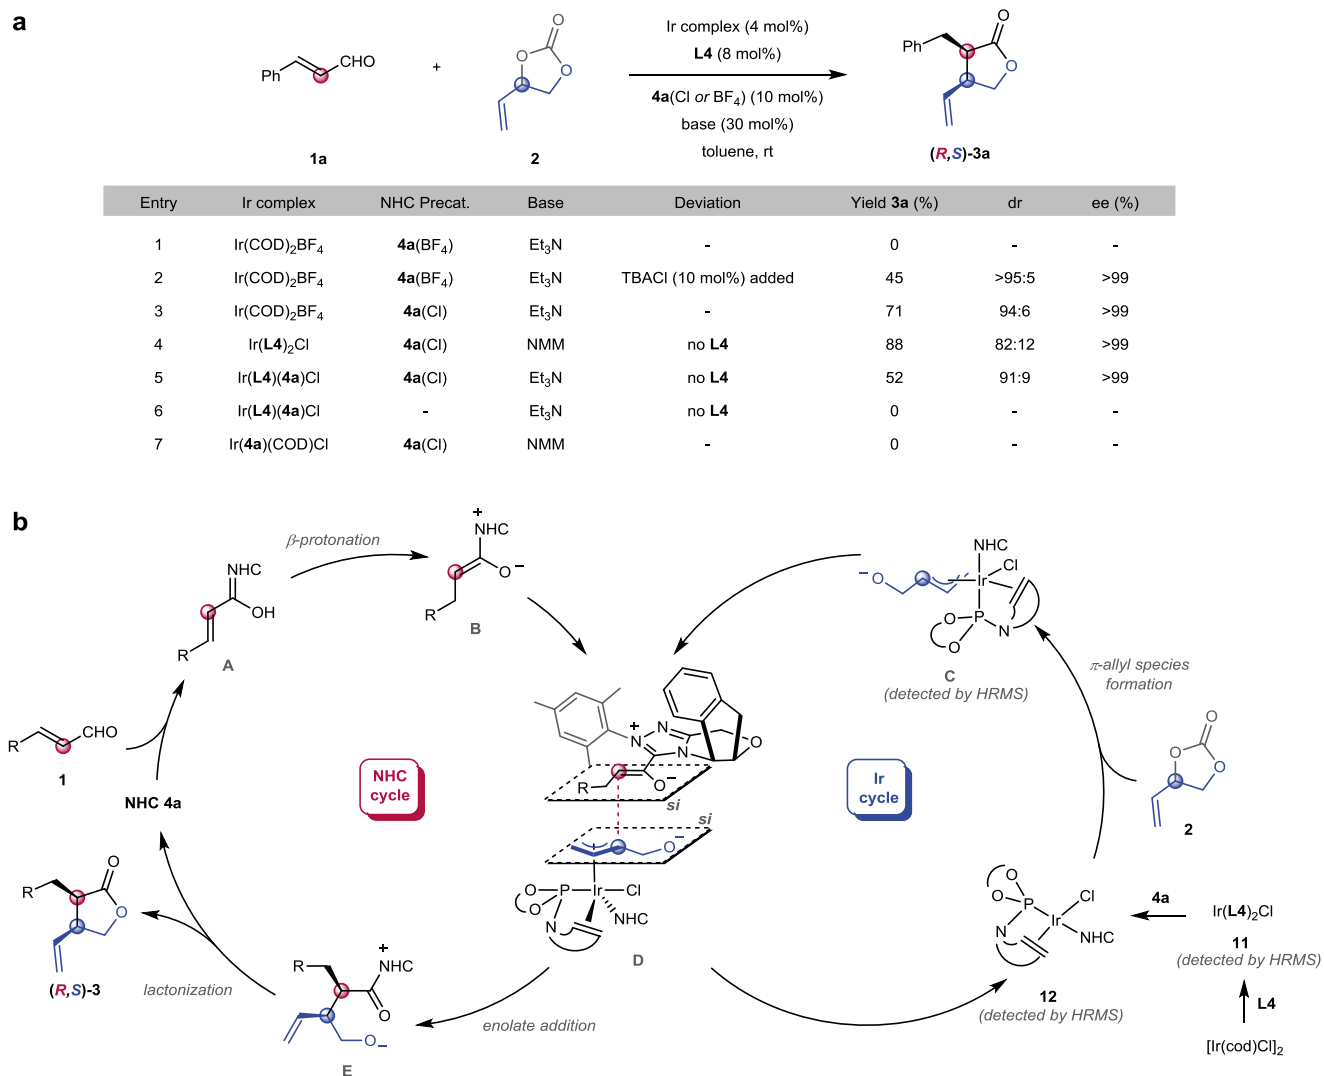 a
Ph CHO
1a
+
O O O
2
Ir complex (4 mol%)
L4 (8 mol%)
4a(Cl or BF4) (10 mol%)
base (30 mol%)
toluene, rt
Ph O O
(R,S)-3a
Entry Ir complex NHC Precat. Base Deviation Yield 3a (%) dr ee (%)
1 Ir(COD)2BF4 4a(BF4) Et3N - 0 - -
2 Ir(COD)2BF4 4a(BF4) Et3N TBACl (10 mol%) added 45 >95:5 >99
3 Ir(COD)2BF4 4a(Cl) Et3N - 71 94:6 >99
4 Ir(L4)2Cl 4a(Cl) NMM no L4 88 82:12 >99
5 Ir(L4)(4a)Cl 4a(Cl) Et3N no L4 52 91:9 >99
6 Ir(L4)(4a)Cl - Et3N no L4 0 - -
7 Ir(4a)(COD)Cl 4a(Cl) NMM - 0 - -
b
NHC
OH
R
A
β-protonation
+
NHC
O−
R
B
R CHO
1
NHC 4a
NHC
cycle
Ir
cycle
−O
NHC
Cl
Ir
O P N
O
C
(detected by HRMS)
π-allyl species
formation
O
O O
2
+
N N
N O
R O−
si
si
O−
O P Ir Cl
O
N NHC
D
enolate addition
R + NHC
O
O−
E
lactonization
R O
O
(R,S)-3
O
O P Cl
N Ir
NHC
12
(detected by HRMS)
4a
Ir(L4)2Cl
11
(detected by HRMS)
L4
[Ir(cod)Cl]2